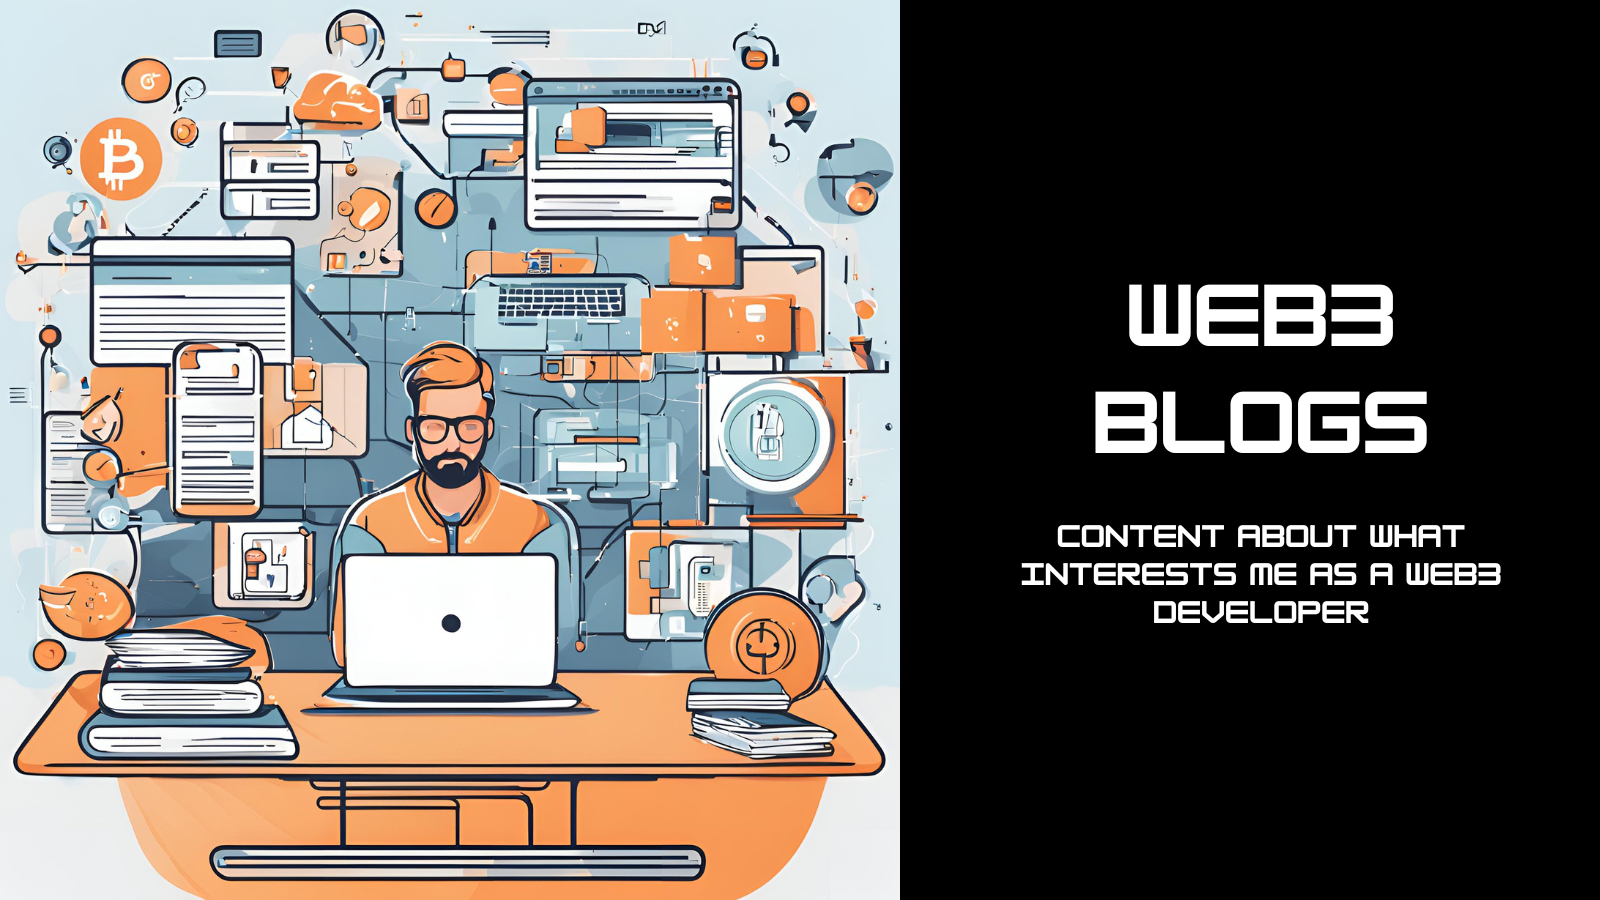 WEB3
BLOGS
CONTENT ABOUT WHAT
INTERESTS ME AS A WEB3
DEVELOPER